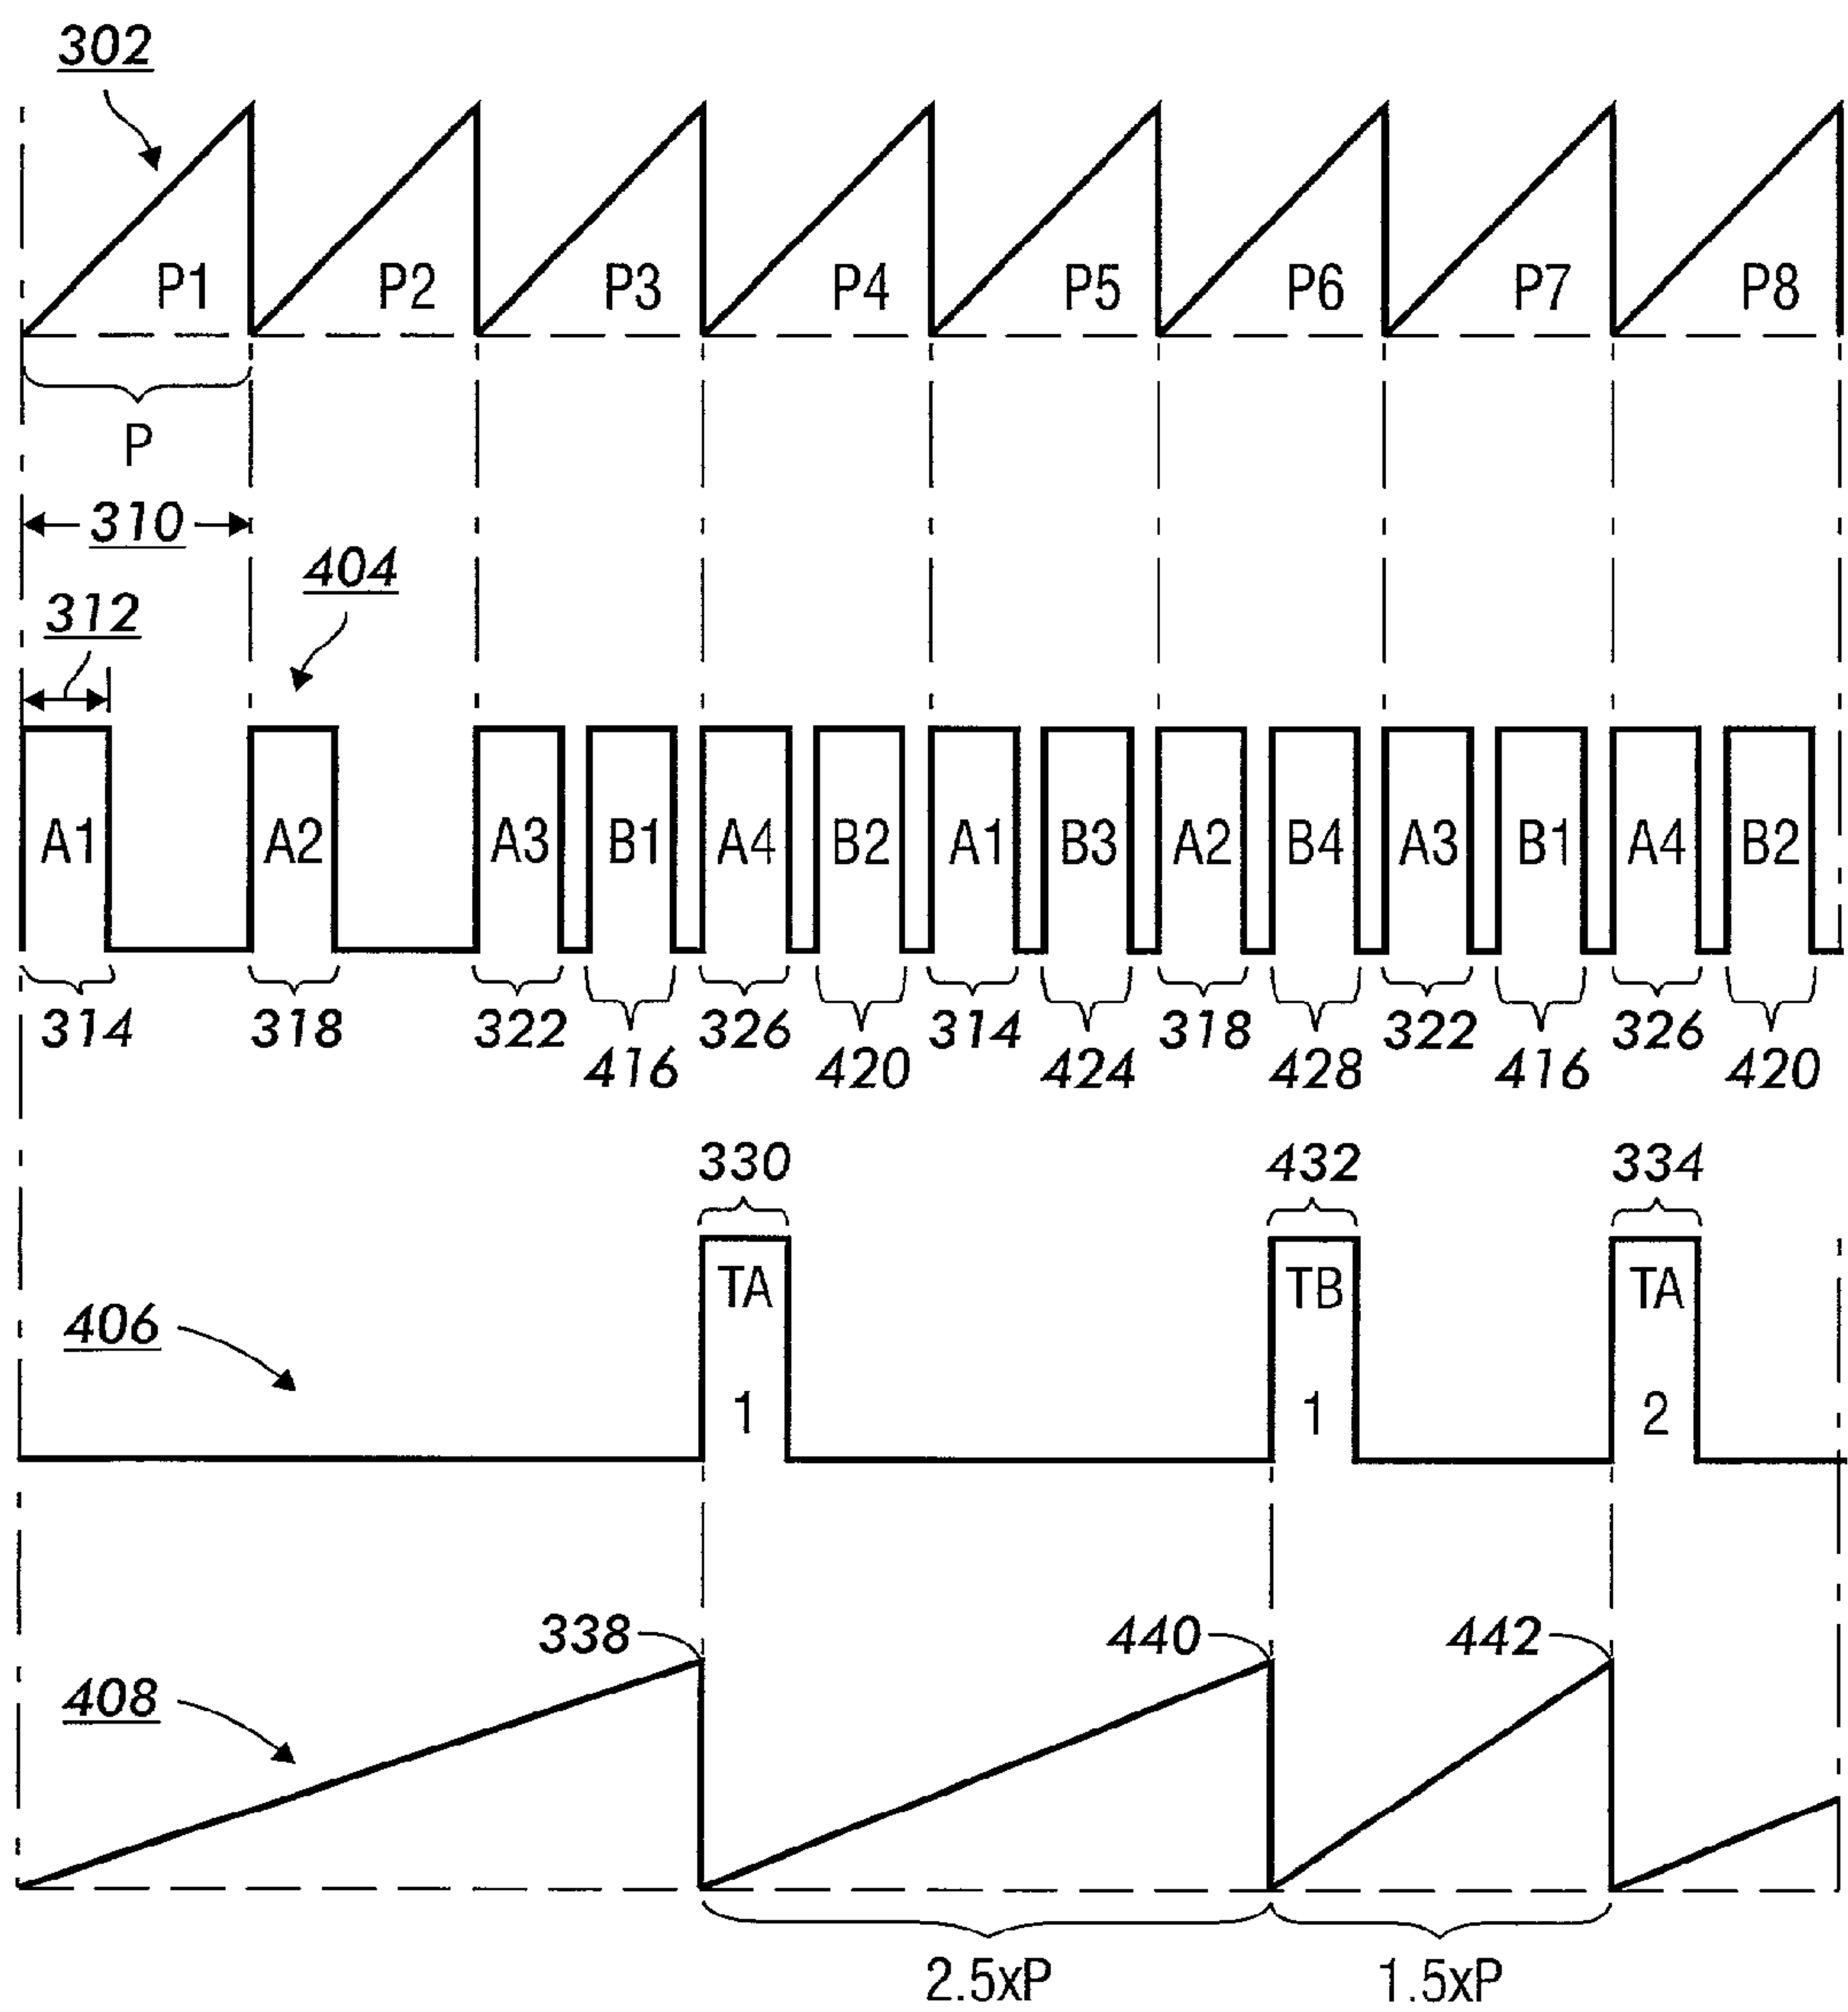 302
P1 P2 P3 P4 P5 P6 P7 P8
P
310
404
312
A1 A2 A3 B1 A4 B2 A1 B3 A2 B4 A3 B1 A4 B2
314 318 322 326 314 318 322 326
416 420 424 428 416 420
330 432 334
TA TB TA
406
1 1 2
338 440 442
408
2.5xP 1.5xP